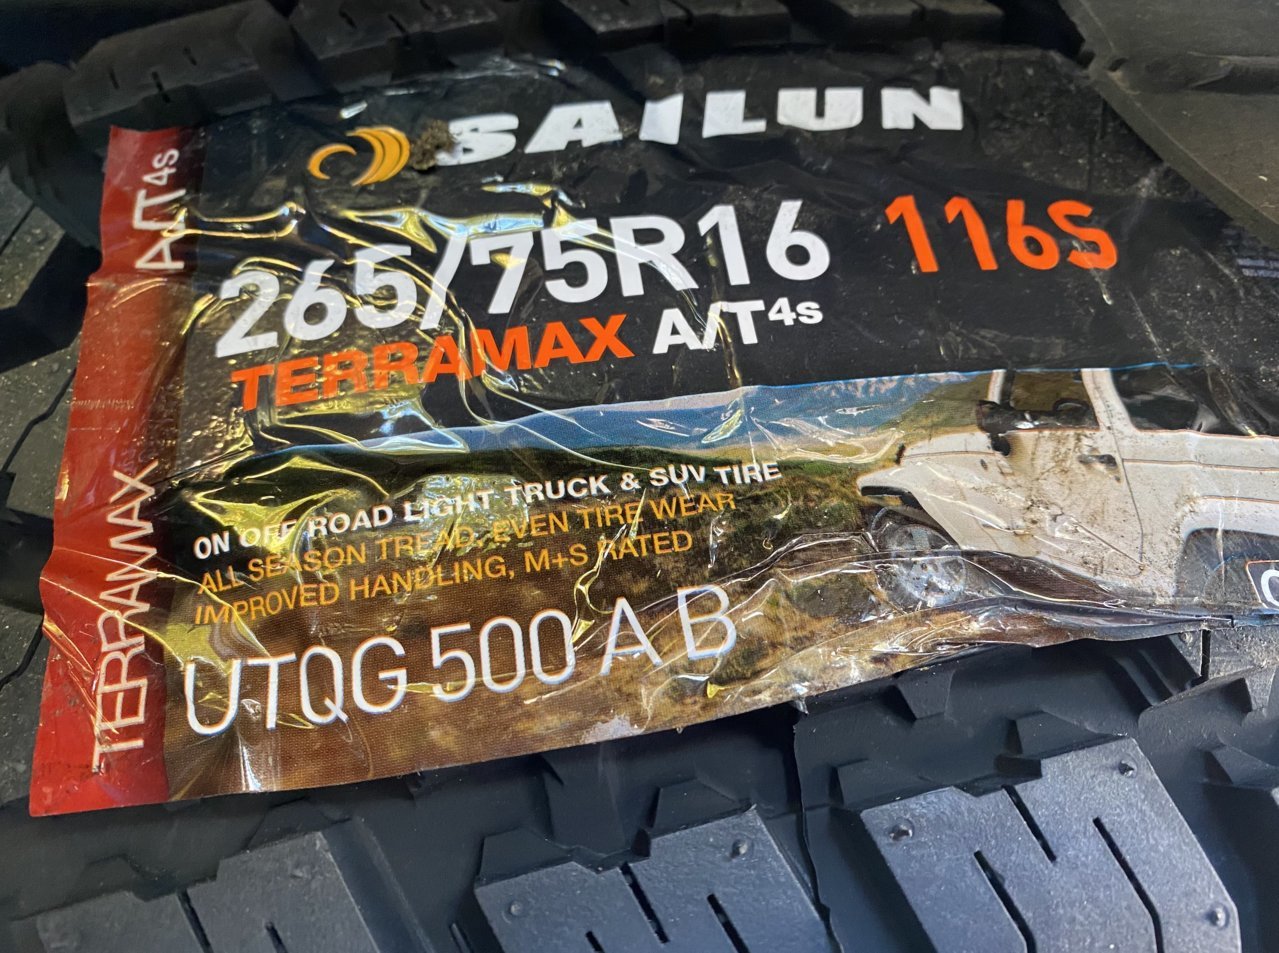 SAILUN
265/75R16 116S
TERRAMAX A/T4s
ON OFF ROAD LIGHT TRUCK & SUV TIRE
ALL SEASON TREAD, EVEN TIRE WEAR
IMPROVED HANDLING, M+S RATED
UTQG 500 A B
TERRAMAX A/T4s